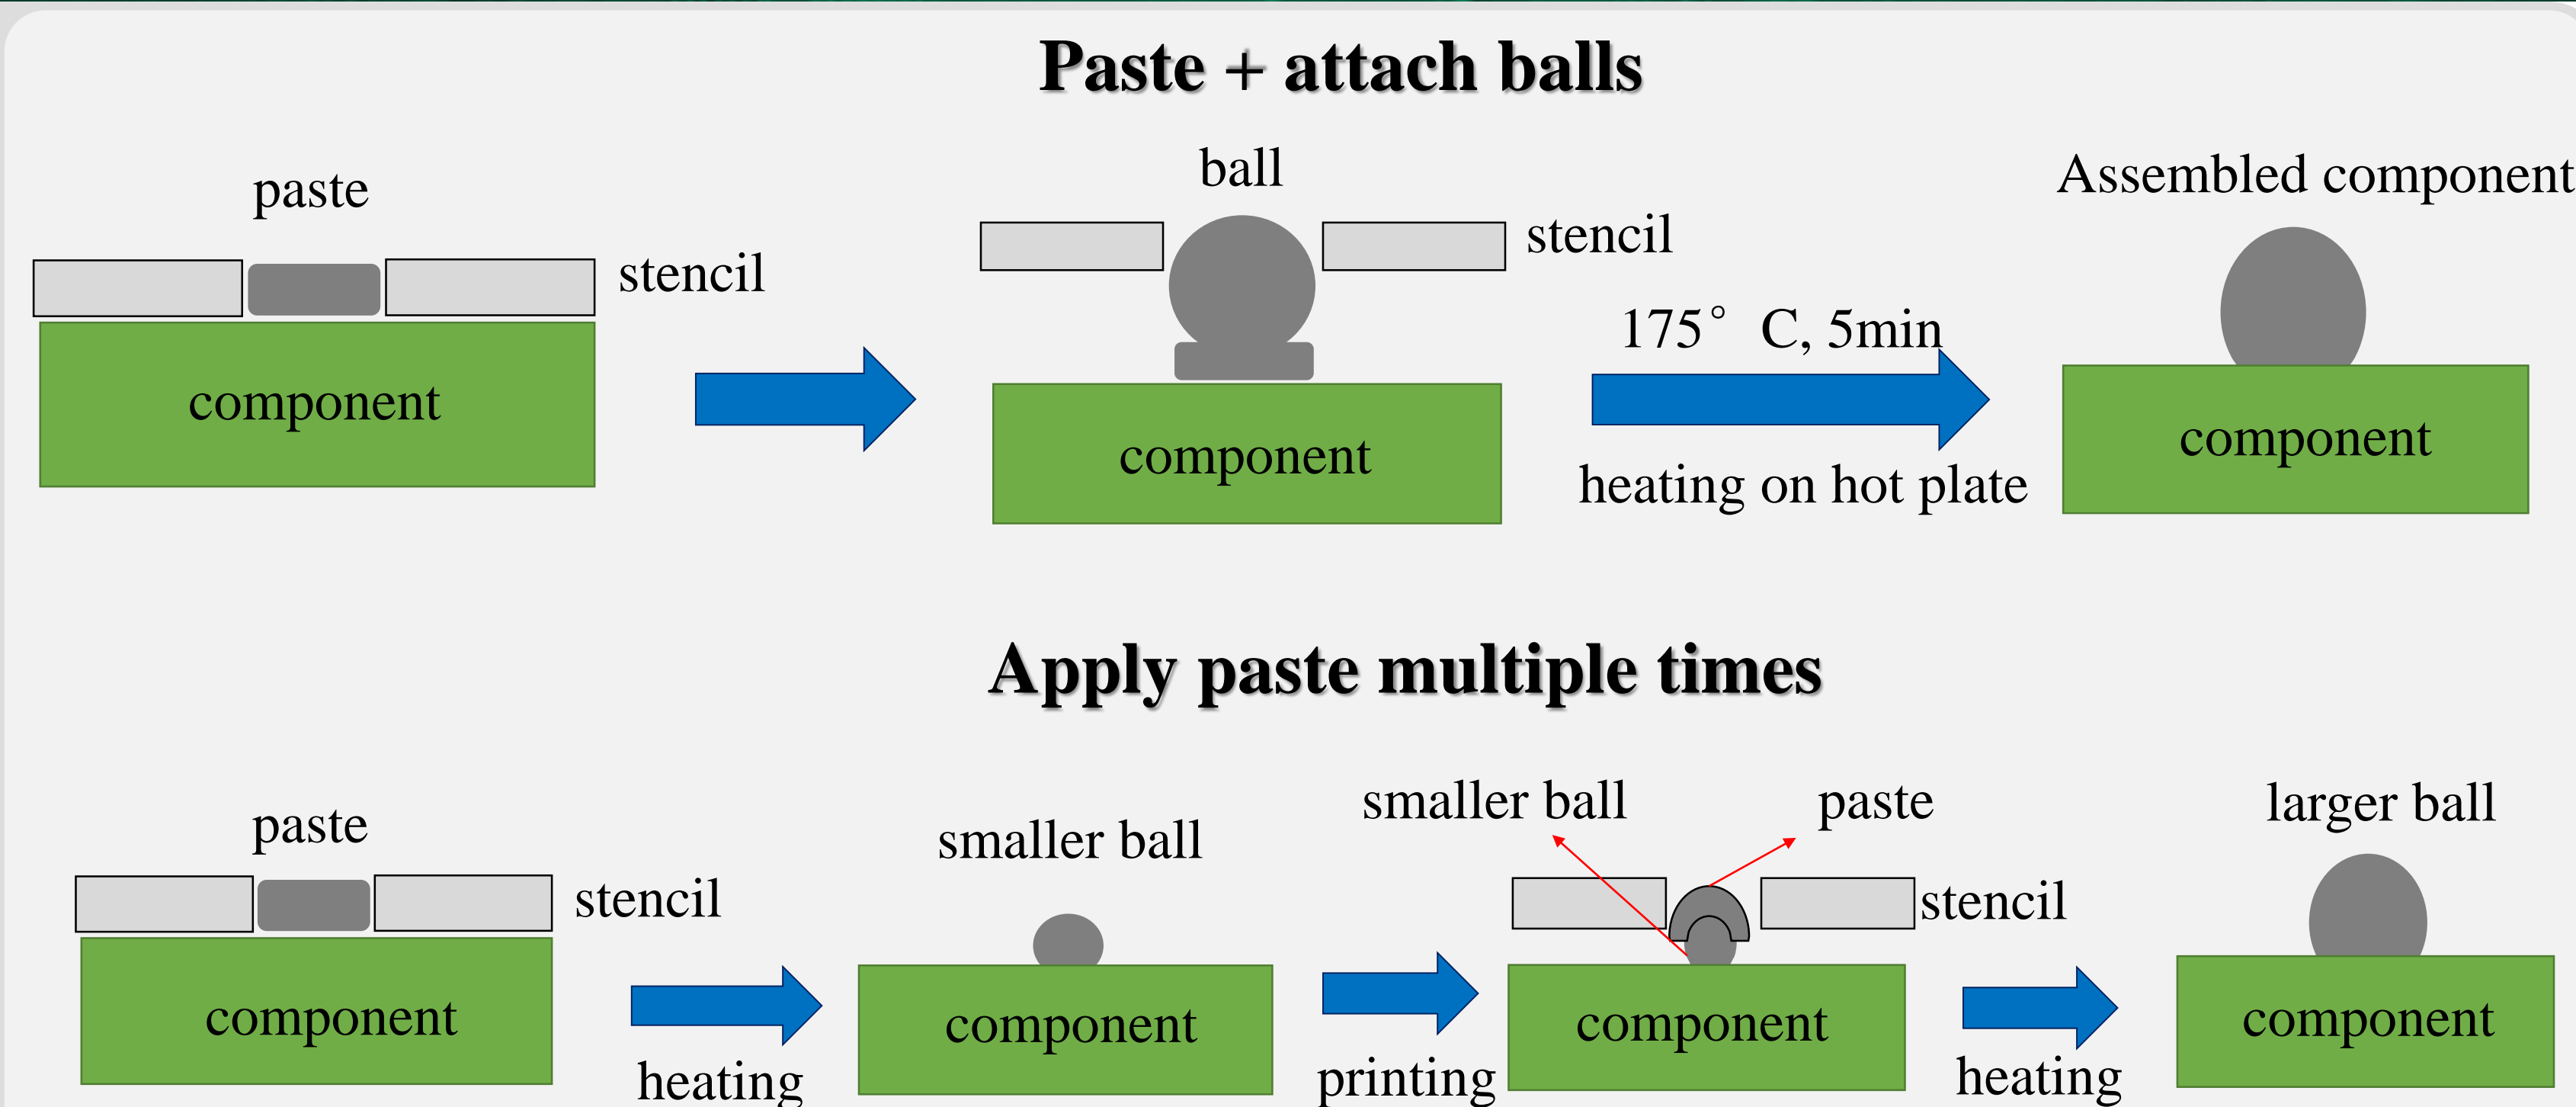 Paste + attach balls
paste
ball
Assembled component
stencil
stencil
175° C, 5min
component
component
component
heating on hot plate
Apply paste multiple times
paste
smaller ball
smaller ball
paste
larger ball
stencil
stencil
component
component
component
component
heating
printing
heating